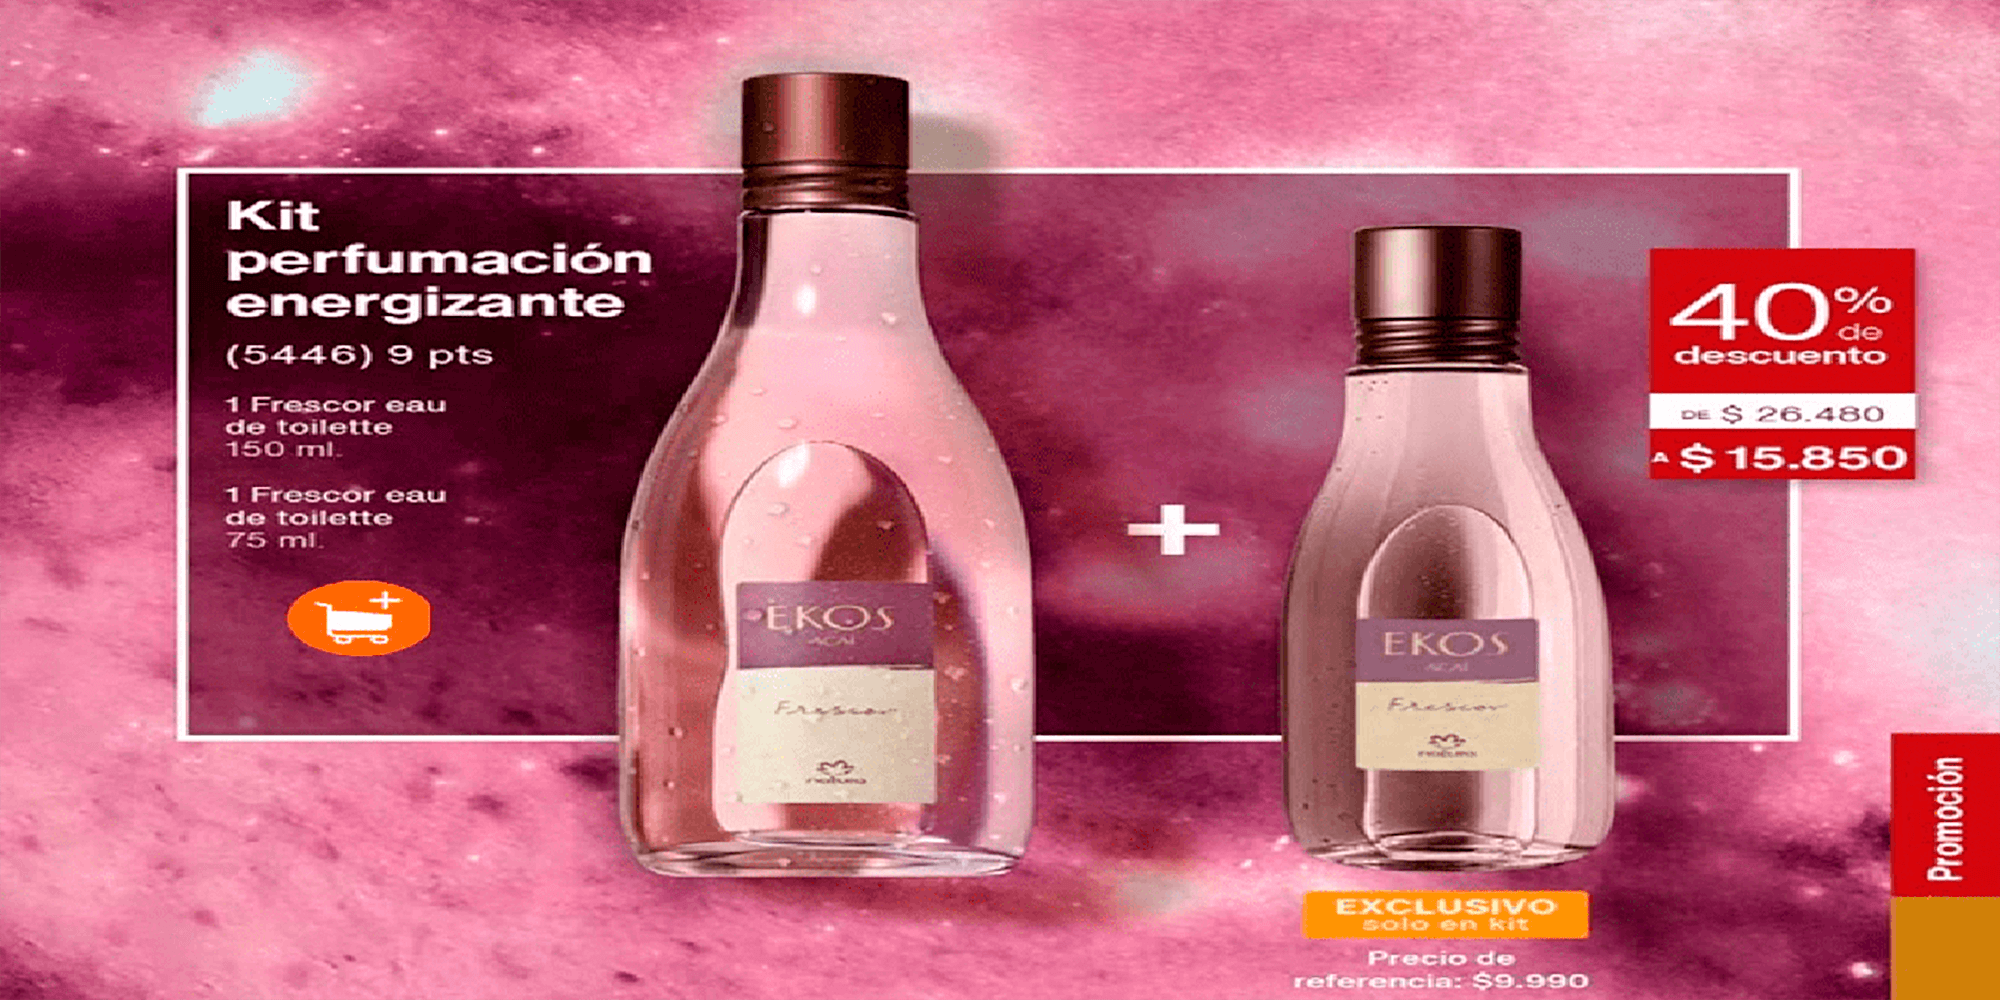 Kit
perfumación
energizante
(5446) 9 pts
1 Frescor eau
de toilette
150 ml.
1 Frescor eau
de toilette
75 ml.
EKOS
AÇAÍ
Frescor
natura
+
EKOS
AÇAÍ
Frescor
natura
40%
de
descuento
DE $ 26.480
A $ 15.850
EXCLUSIVO
solo en kit
Precio de
referencia: $9.990
Promoción